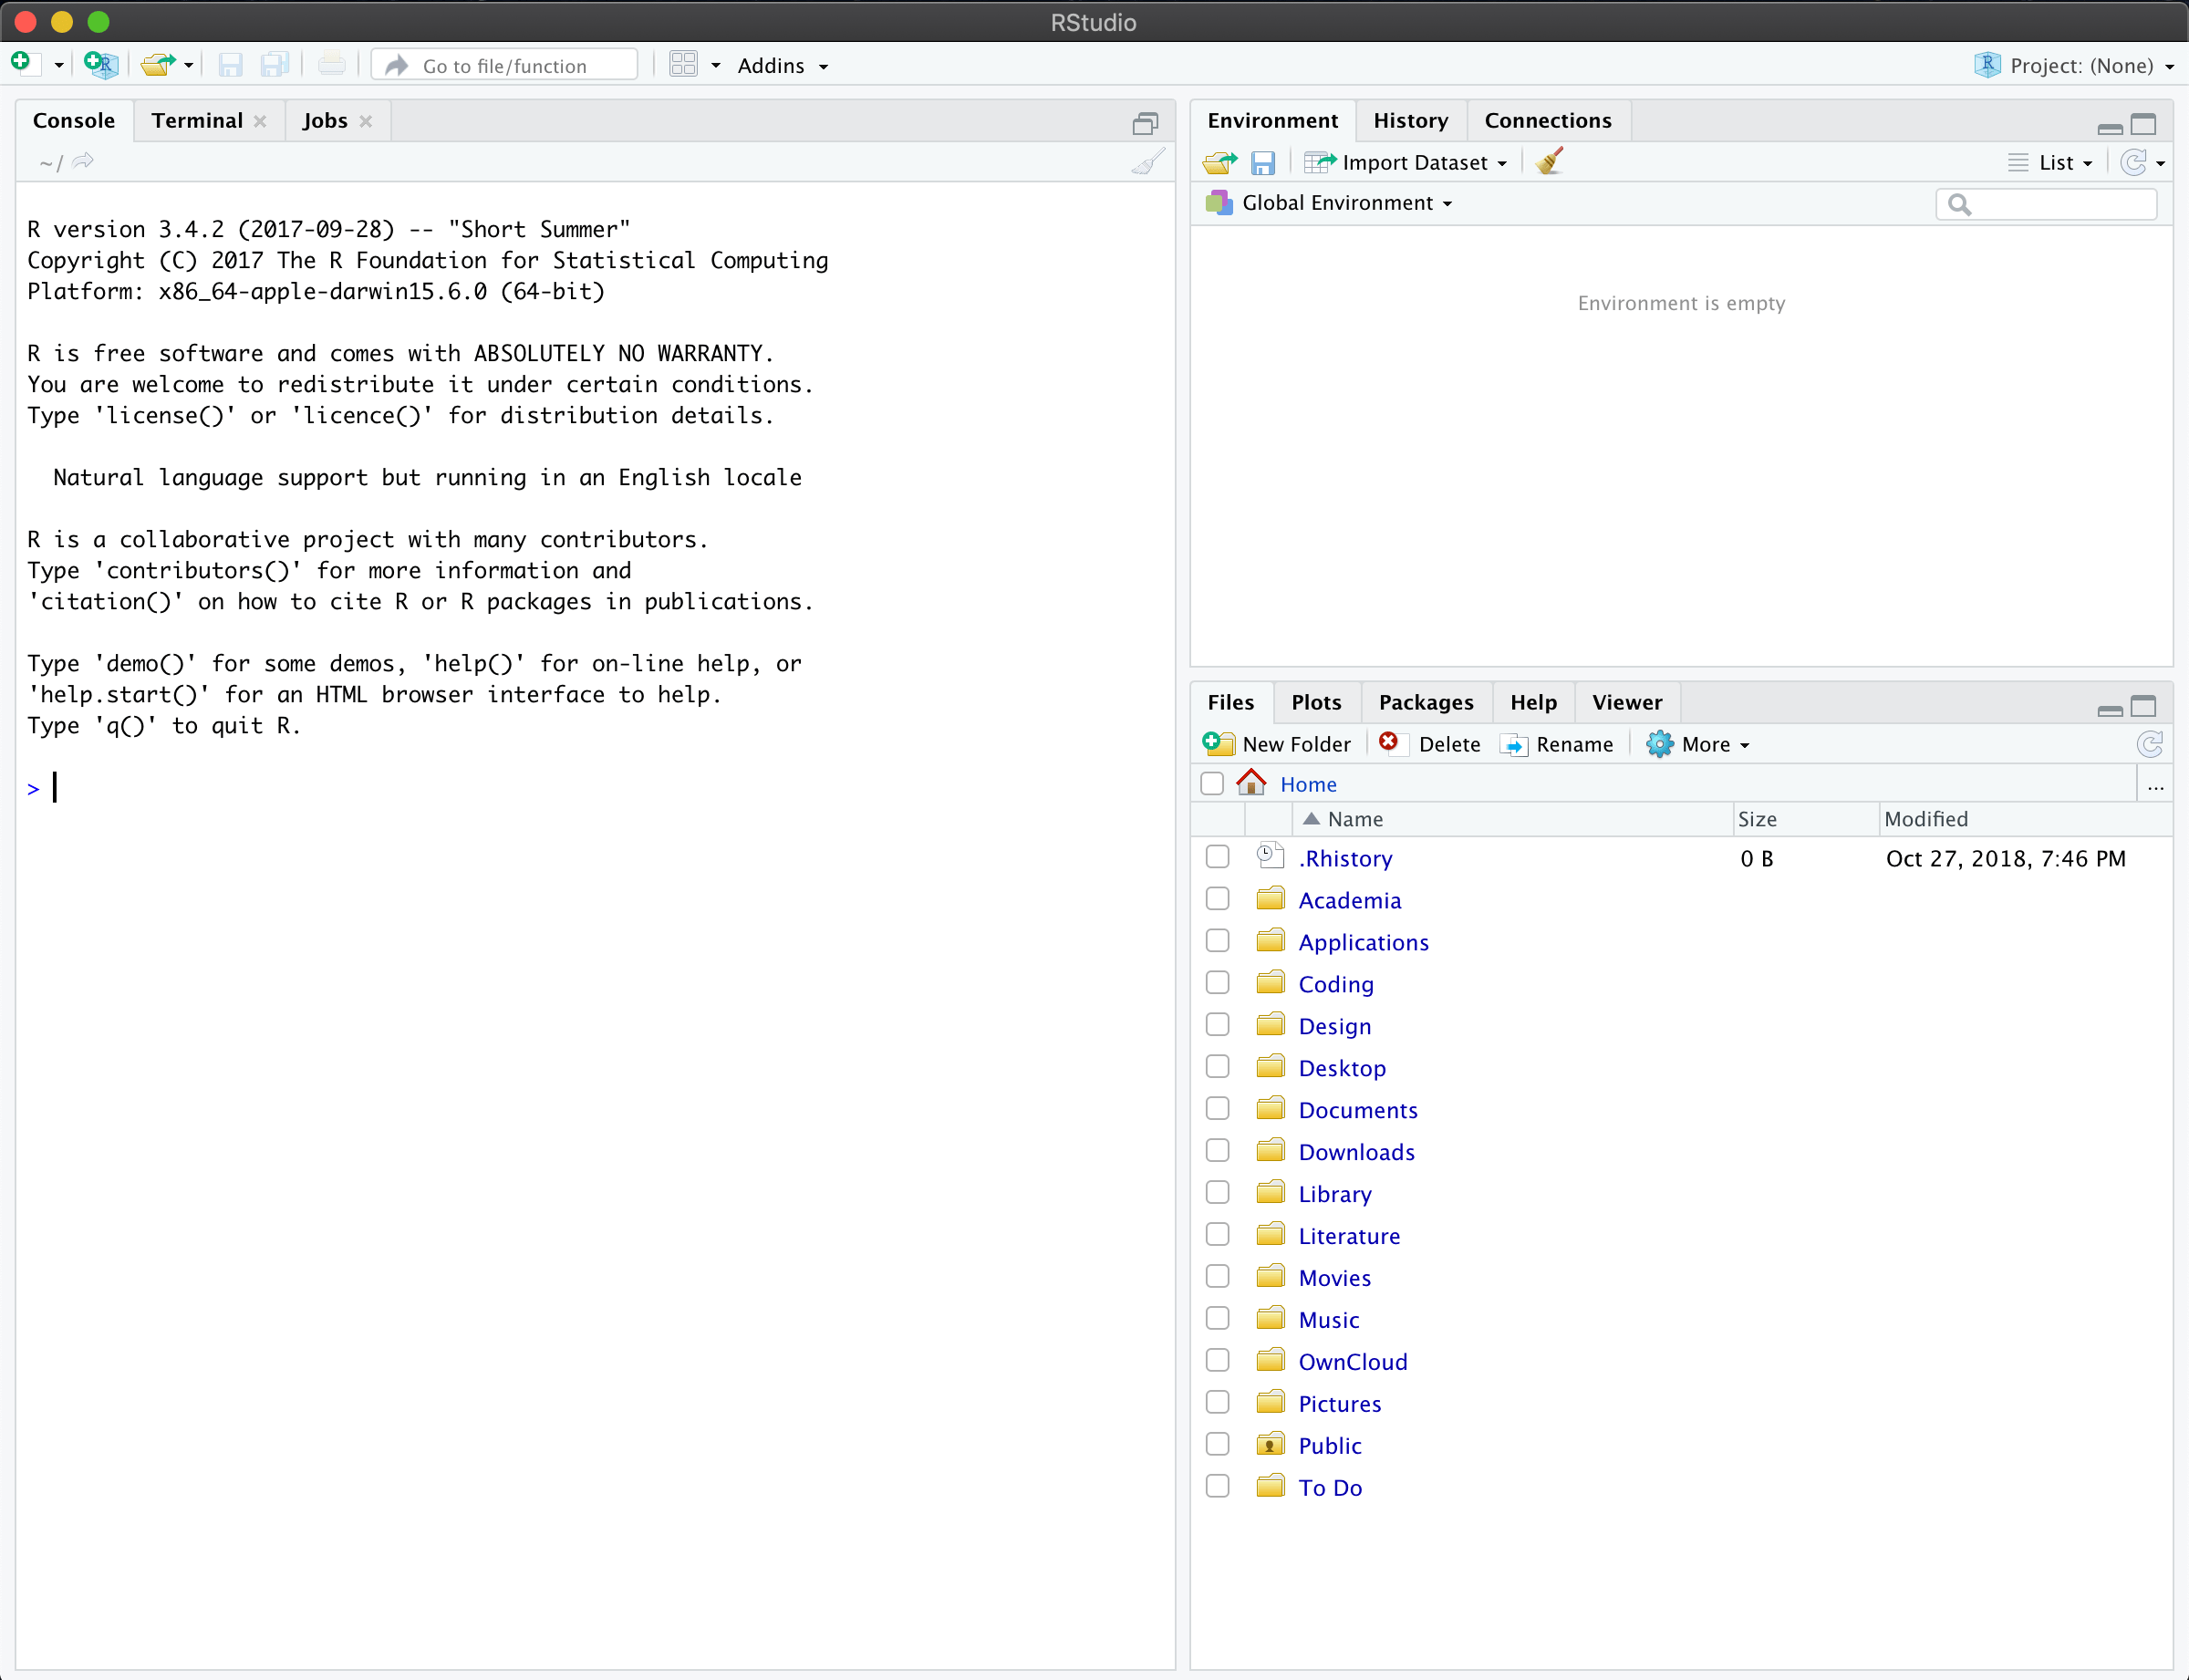 RStudio
Go to file/function
Addins
Project: (None)
Console Terminal Jobs
~/
R version 3.4.2 (2017-09-28) -- "Short Summer"
Copyright (C) 2017 The R Foundation for Statistical Computing
Platform: x86_64-apple-darwin15.6.0 (64-bit)
R is free software and comes with ABSOLUTELY NO WARRANTY.
You are welcome to redistribute it under certain conditions.
Type 'license()' or 'licence()' for distribution details.
Natural language support but running in an English locale
R is a collaborative project with many contributors.
Type 'contributors()' for more information and
'citation()' on how to cite R or R packages in publications.
Type 'demo()' for some demos, 'help()' for on-line help, or
'help.start()' for an HTML browser interface to help.
Type 'q()' to quit R.
>
Environment History Connections
Import Dataset List
Global Environment
Environment is empty
Files Plots Packages Help Viewer
New Folder Delete Rename More
Home ...
Name Size Modified
.Rhistory 0 B Oct 27, 2018, 7:46 PM
Academia
Applications
Coding
Design
Desktop
Documents
Downloads
Library
Literature
Movies
Music
OwnCloud
Pictures
Public
To Do